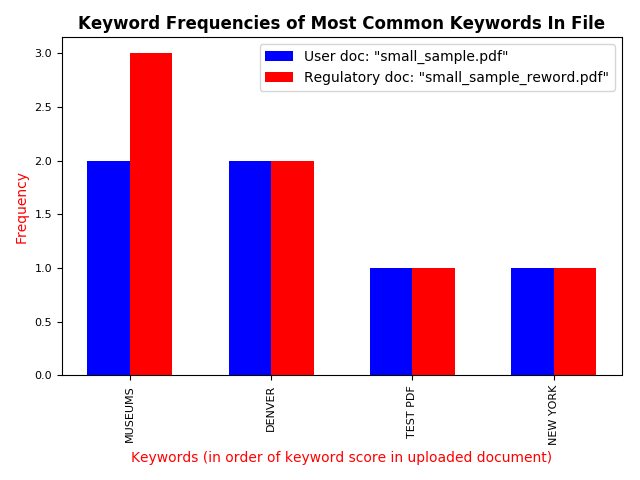 Keyword Frequencies of Most Common Keywords In File
User doc: "small_sample.pdf"
Regulatory doc: "small_sample_reword.pdf"
Frequency
3.0
2.5
2.0
1.5
1.0
0.5
0.0
MUSEUMS
DENVER
TEST PDF
NEW YORK
Keywords (in order of keyword score in uploaded document)